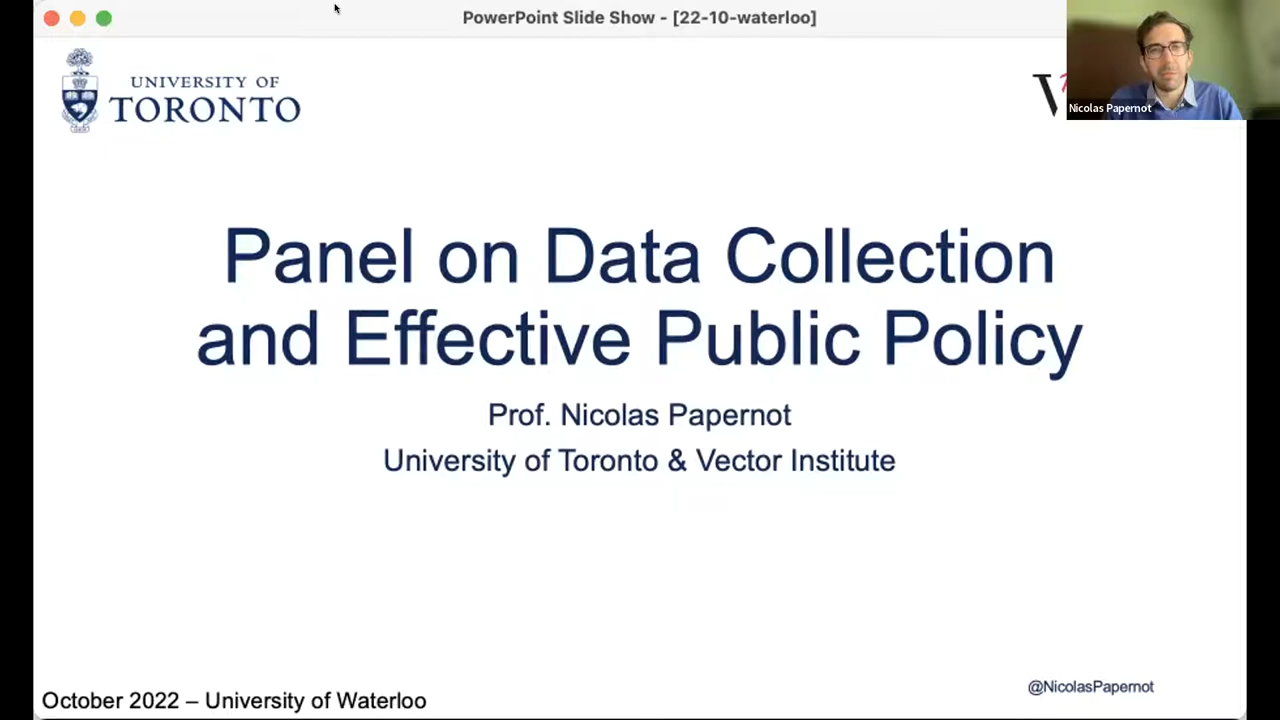 PowerPoint Slide Show - [22-10-waterloo]
UNIVERSITY OF
TORONTO
Nicolas Papernot
Panel on Data Collection
and Effective Public Policy
Prof. Nicolas Papernot
University of Toronto & Vector Institute
@NicolasPapernot
October 2022 – University of Waterloo